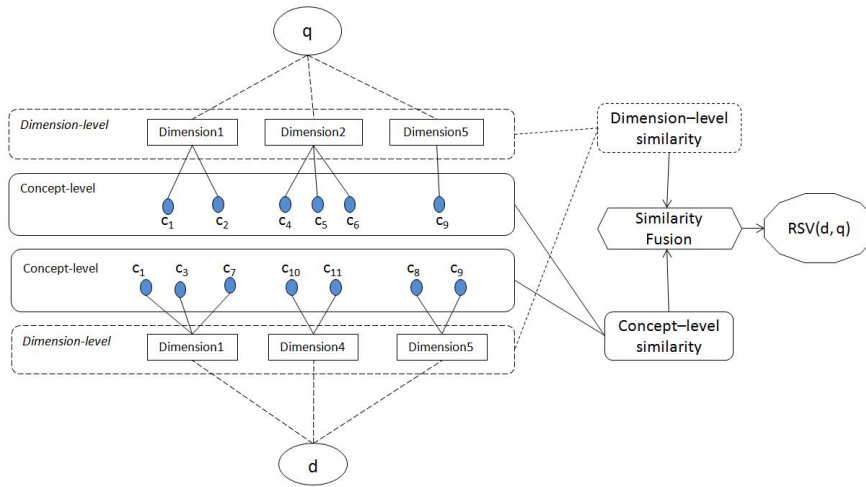 q
Dimension-level
Dimension1
Dimension2
Dimension5
Dimension–level
similarity
Concept-level
c1
c2
c4
c5
c6
c9
Similarity
Fusion
RSV(d, q)
Concept-level
c1
c3
c7
c10
c11
c8
c9
Dimension-level
Dimension1
Dimension4
Dimension5
Concept–level
similarity
d